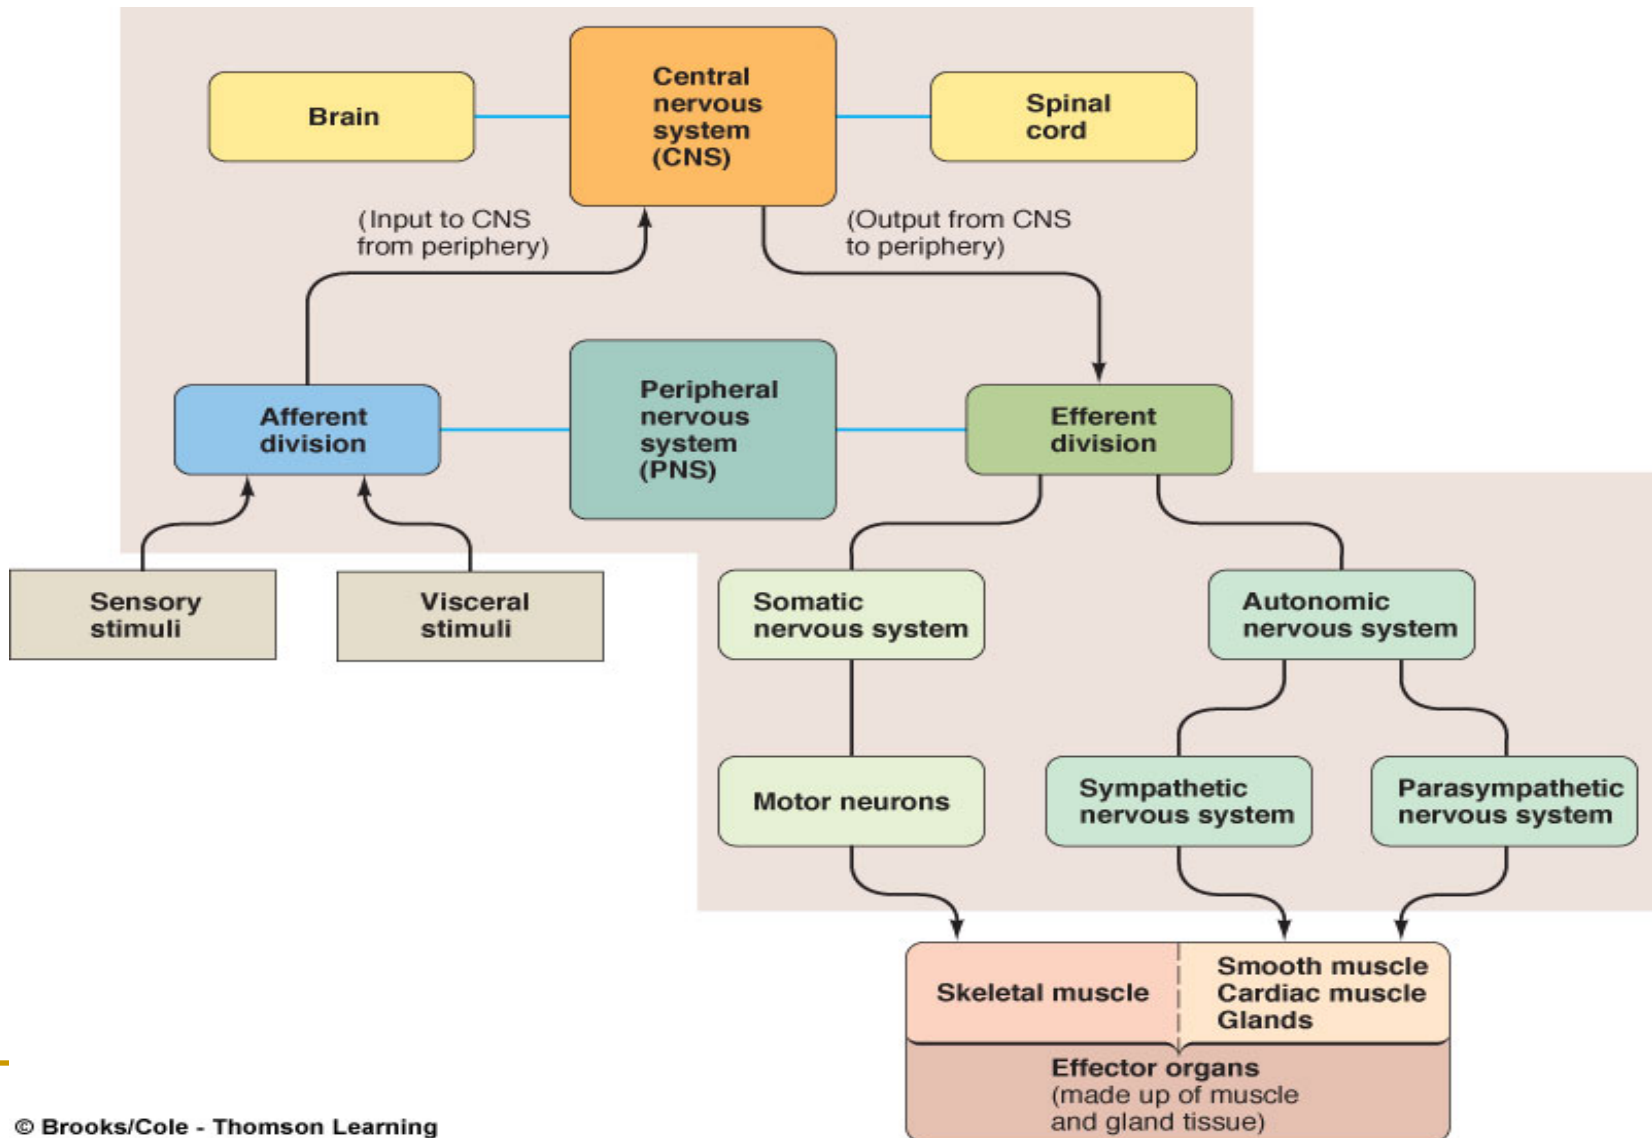 Brain
Central
nervous
system
(CNS)
Spinal
cord
(Input to CNS
from periphery)
(Output from CNS
to periphery)
Afferent
division
Peripheral
nervous
system
(PNS)
Efferent
division
Sensory
stimuli
Visceral
stimuli
Somatic
nervous system
Autonomic
nervous system
Motor neurons
Sympathetic
nervous system
Parasympathetic
nervous system
Skeletal muscle
Smooth muscle
Cardiac muscle
Glands
Effector organs
(made up of muscle
and gland tissue)
© Brooks/Cole - Thomson Learning